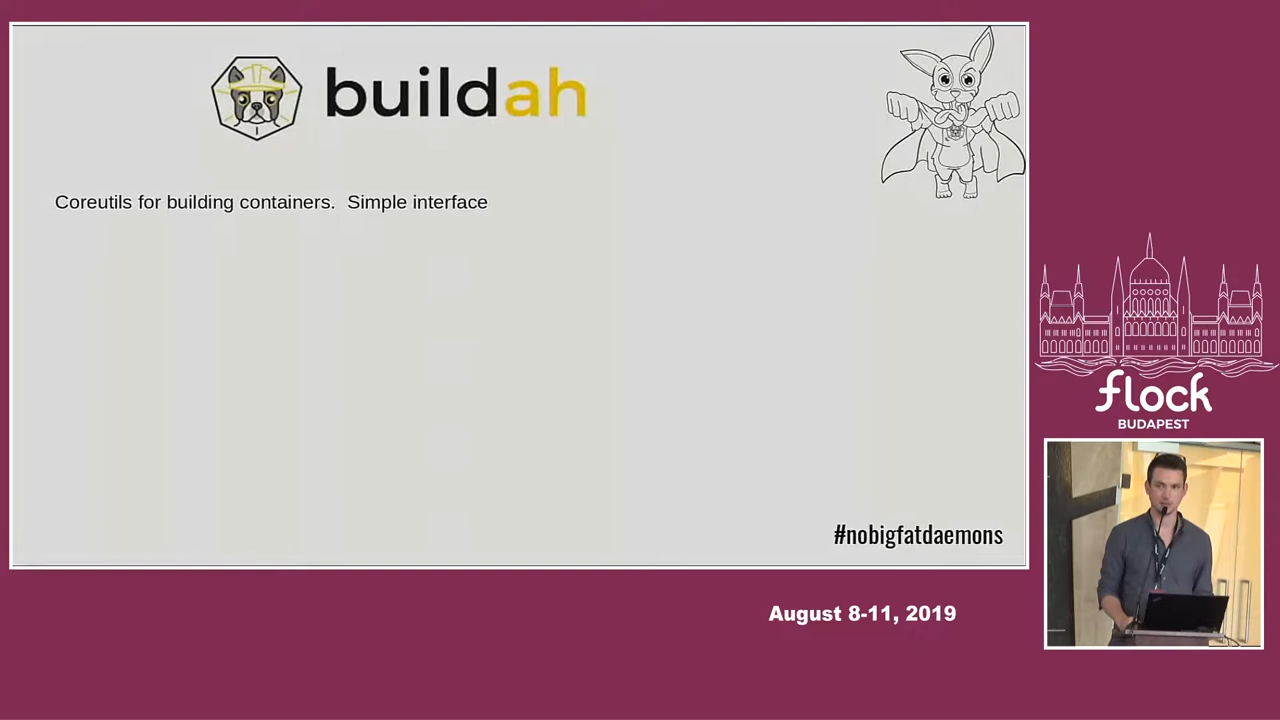 buildah
Coreutils for building containers.  Simple interface
#nobigfatdaemons
flock
BUDAPEST
August 8-11, 2019